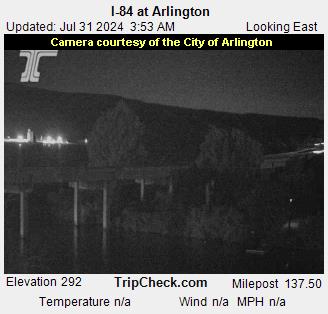 I-84 at Arlington
Updated: Jul 31 2024 3:53 AM Looking East
Camera courtesy of the City of Arlington
Elevation 292 TripCheck.com Milepost 137.50
Temperature n/a Wind n/a MPH n/a